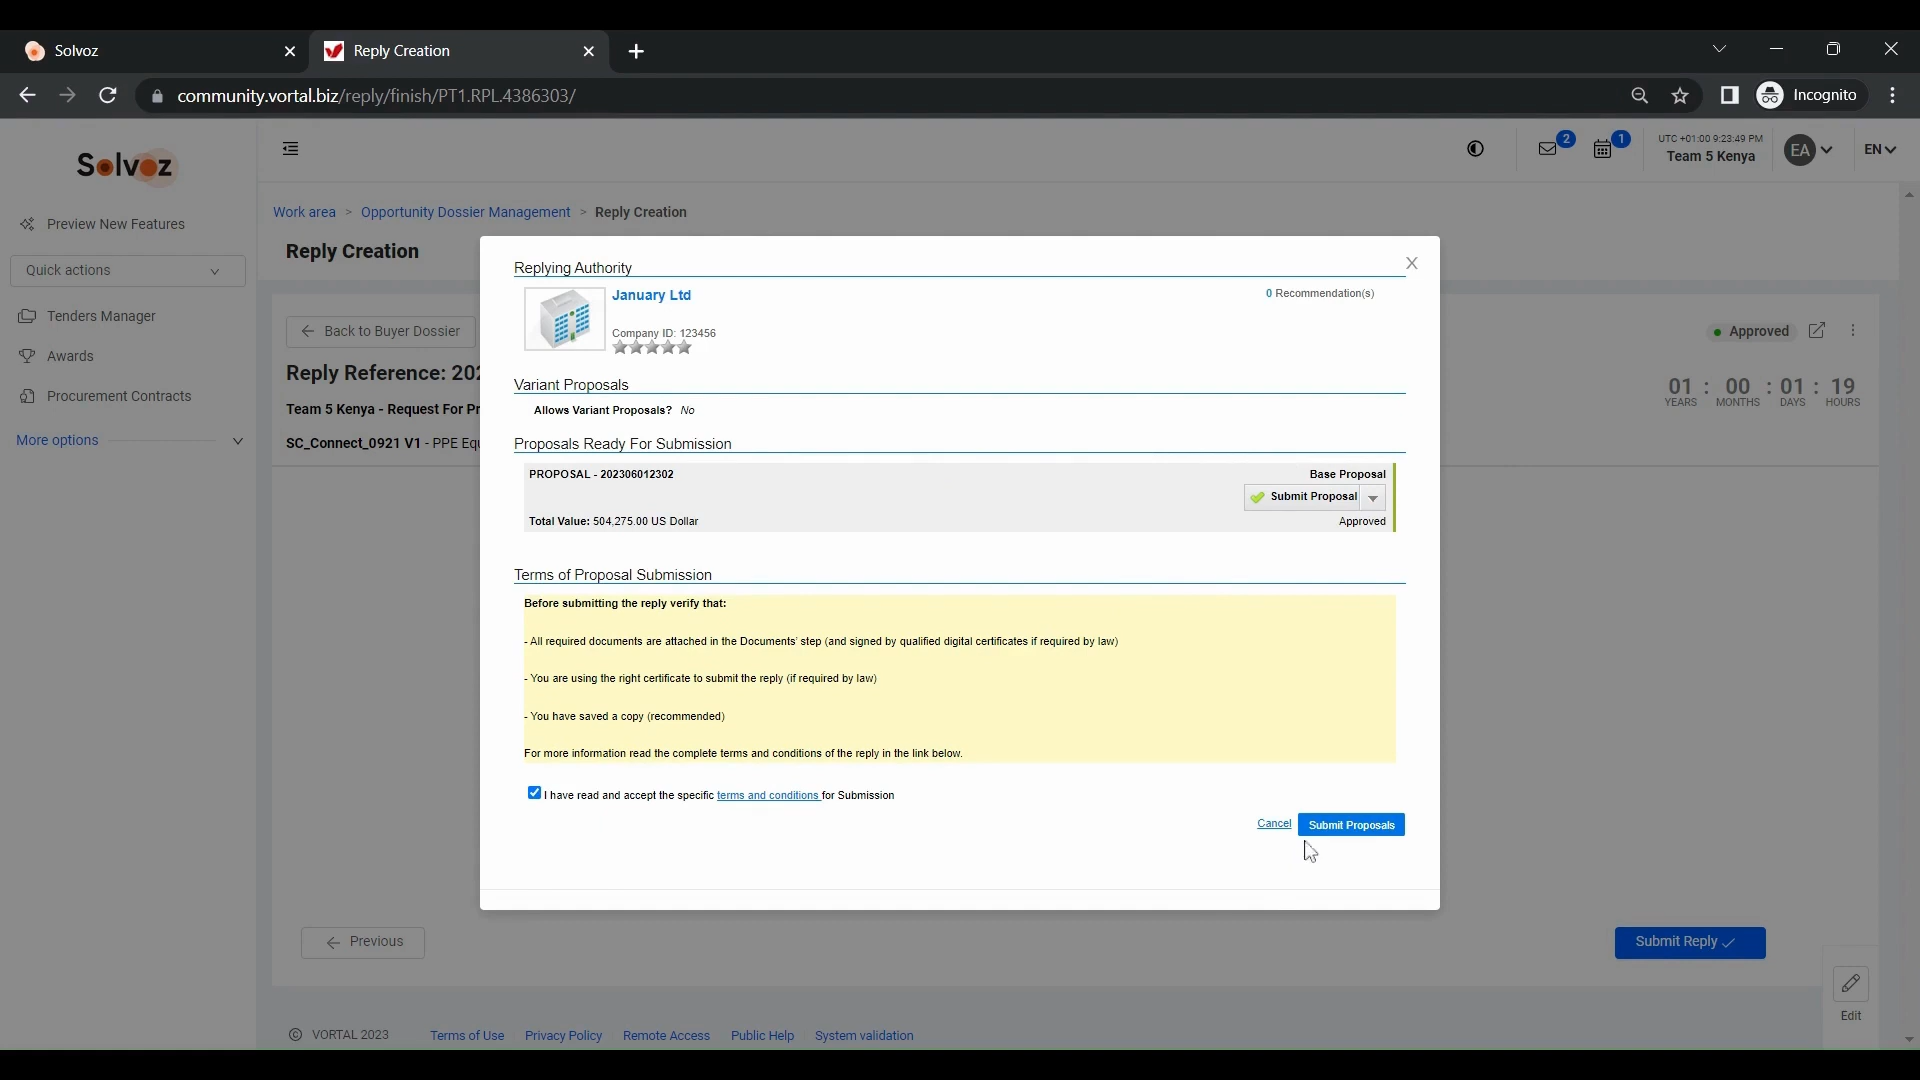 Solvoz
Reply Creation
community.vortal.biz/reply/finish/PT1.RPL.4386303/
Incognito
Solvoz
2
1
UTC +01:00 9:23:49 PM
Team 5 Kenya
EA
EN
Preview New Features
Quick actions
Tenders Manager
Awards
Procurement Contracts
More options
Work area > Opportunity Dossier Management > Reply Creation
Reply Creation
Back to Buyer Dossier
Approved
Reply Reference: 202
01 : 00 : 01 : 19
YEARS MONTHS DAYS HOURS
Team 5 Kenya - Request For Pr
SC_Connect_0921 V1 - PPE Equ
Replying Authority
X
January Ltd
0 Recommendation(s)
Company ID: 123456
Variant Proposals
Allows Variant Proposals? No
Proposals Ready For Submission
PROPOSAL - 202306012302
Base Proposal
Submit Proposal
Total Value: 504,275.00 US Dollar
Approved
Terms of Proposal Submission
Before submitting the reply verify that:
- All required documents are attached in the Documents' step (and signed by qualified digital certificates if required by law)
- You are using the right certificate to submit the reply (if required by law)
- You have saved a copy (recommended)
For more information read the complete terms and conditions of the reply in the link below.
I have read and accept the specific terms and conditions for Submission
Cancel
Submit Proposals
Previous
Submit Reply
Edit
© VORTAL 2023
Terms of Use
Privacy Policy
Remote Access
Public Help
System validation